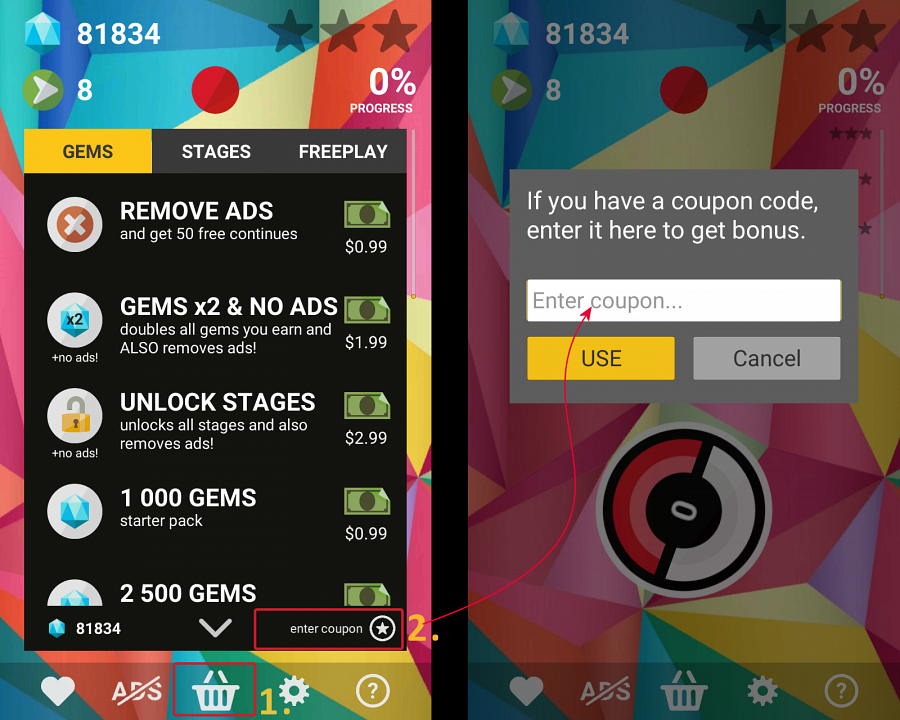 81834
8
0%
PROGRESS
GEMS
STAGES
FREEPLAY
REMOVE ADS
and get 50 free continues
$0.99
x2
+no ads!
GEMS x2 & NO ADS
doubles all gems you earn and
ALSO removes ads!
$1.99
+no ads!
UNLOCK STAGES
unlocks all stages and also
removes ads!
$2.99
1 000 GEMS
starter pack
$0.99
2 500 GEMS
81834
enter coupon
2.
ADS
1.
?
81834
8
0%
PROGRESS
If you have a coupon code,
enter it here to get bonus.
Enter coupon...
USE
Cancel
0
ADS
?